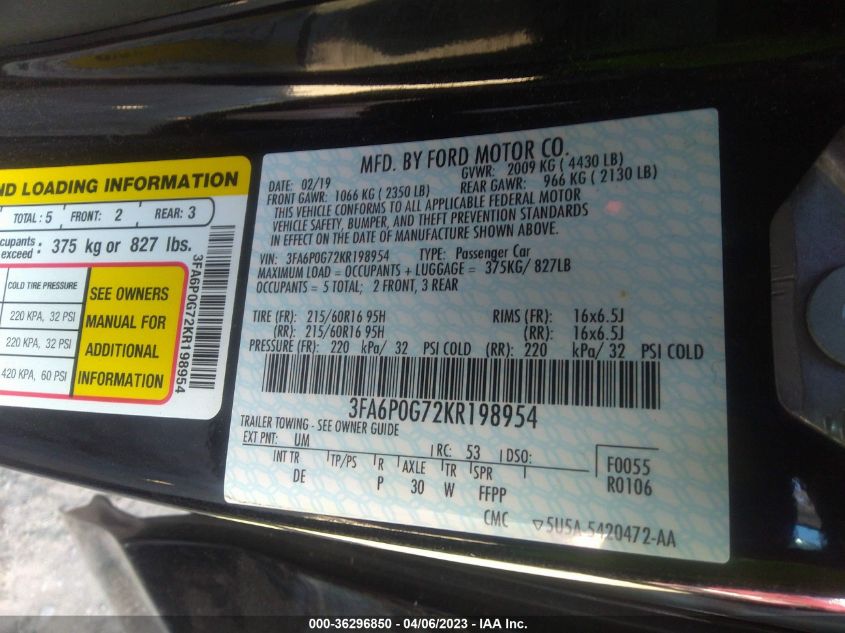 ND LOADING INFORMATION
TOTAL: 5 FRONT: 2 REAR: 3
cupants
exceed: 375 kg or 827 lbs.
COLD TIRE PRESSURE
220 KPA, 32 PSI
220 KPA, 32 PSI
420 KPA, 60 PSI
SEE OWNERS
MANUAL FOR
ADDITIONAL
INFORMATION
3FA6P0G72KR198954
MFD. BY FORD MOTOR CO.
DATE: 02/19 GVWR: 2009 KG ( 4430 LB)
FRONT GAWR: 1066 KG ( 2350 LB) REAR GAWR: 966 KG ( 2130 LB)
THIS VEHICLE CONFORMS TO ALL APPLICABLE FEDERAL MOTOR
VEHICLE SAFETY, BUMPER, AND THEFT PREVENTION STANDARDS
IN EFFECT ON THE DATE OF MANUFACTURE SHOWN ABOVE.
VIN: 3FA6P0G72KR198954 TYPE: Passenger Car
MAXIMUM LOAD = OCCUPANTS + LUGGAGE = 375KG/ 827LB
OCCUPANTS = 5 TOTAL; 2 FRONT, 3 REAR
TIRE (FR): 215/60R16 95H RIMS (FR): 16x6.5J
(RR): 215/60R16 95H (RR): 16x6.5J
PRESSURE (FR): 220 kPa/ 32 PSI COLD (RR): 220 kPa/ 32 PSI COLD
3FA6P0G72KR198954
TRAILER TOWING - SEE OWNER GUIDE
EXT PNT: UM RC: 53 DSO:
INT TR TP/PS R AXLE TR SPR
DE P 30 W FFPP
F0055
R0106
CMC ▽5U5A-5420472-AA
000-36296850 - 04/06/2023 - IAA Inc.